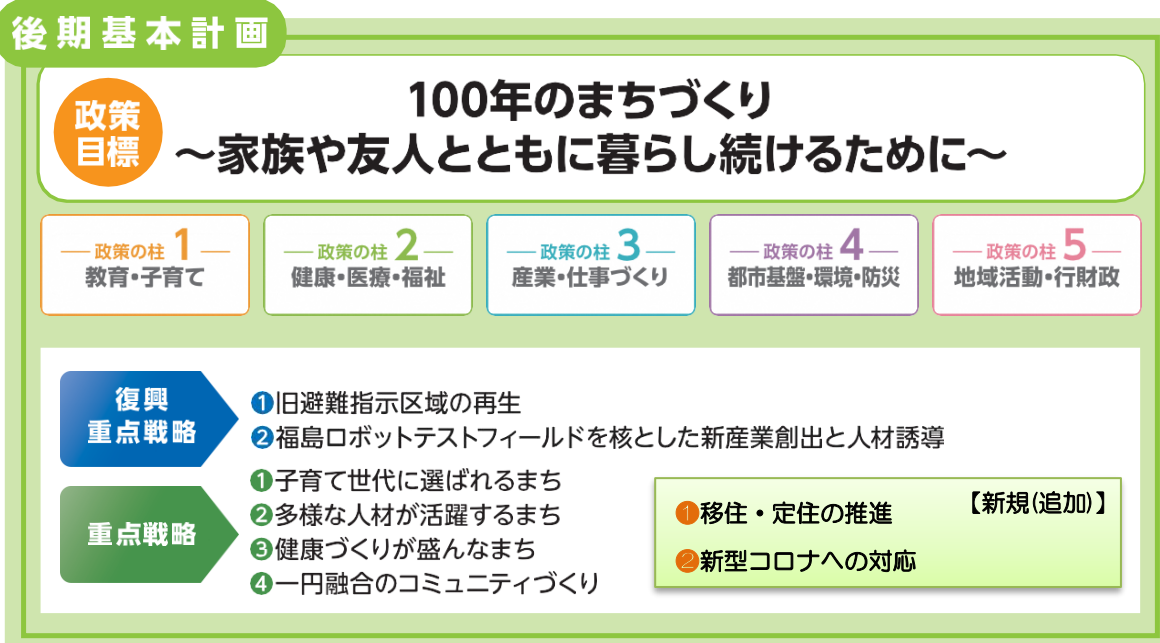 後期基本計画
政策
目標
100年のまちづくり
～家族や友人とともに暮らし続けるために～
政策の柱 1
教育・子育て
政策の柱 2
健康・医療・福祉
政策の柱 3
産業・仕事づくり
政策の柱 4
都市基盤・環境・防災
政策の柱 5
地域活動・行財政
復興
重点戦略
❶旧避難指示区域の再生
❷福島ロボットテストフィールドを核とした新産業創出と人材誘導
重点戦略
❶子育て世代に選ばれるまち
❷多様な人材が活躍するまち
❸健康づくりが盛んなまち
❹一円融合のコミュニティづくり
【新規(追加)】
❶移住・定住の推進
❷新型コロナへの対応